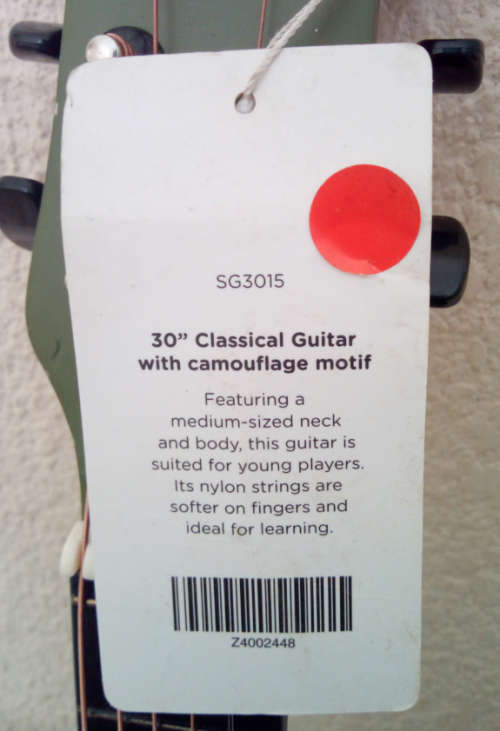 SG3015
30” Classical Guitar
with camouflage motif
Featuring a
medium-sized neck
and body, this guitar is
suited for young players.
Its nylon strings are
softer on fingers and
ideal for learning.
Z4002448